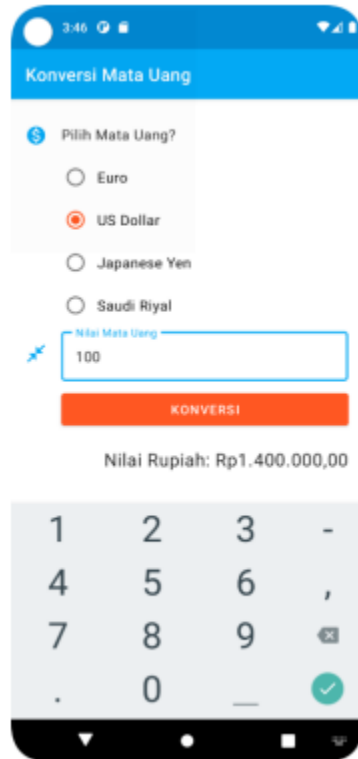 3:46
Konversi Mata Uang
Pilih Mata Uang?
Euro
US Dollar
Japanese Yen
Saudi Riyal
Nilai Mata Uang
100
KONVERSI
Nilai Rupiah: Rp1.400.000,00
1 2 3 -
4 5 6 ,
7 8 9
. 0 _